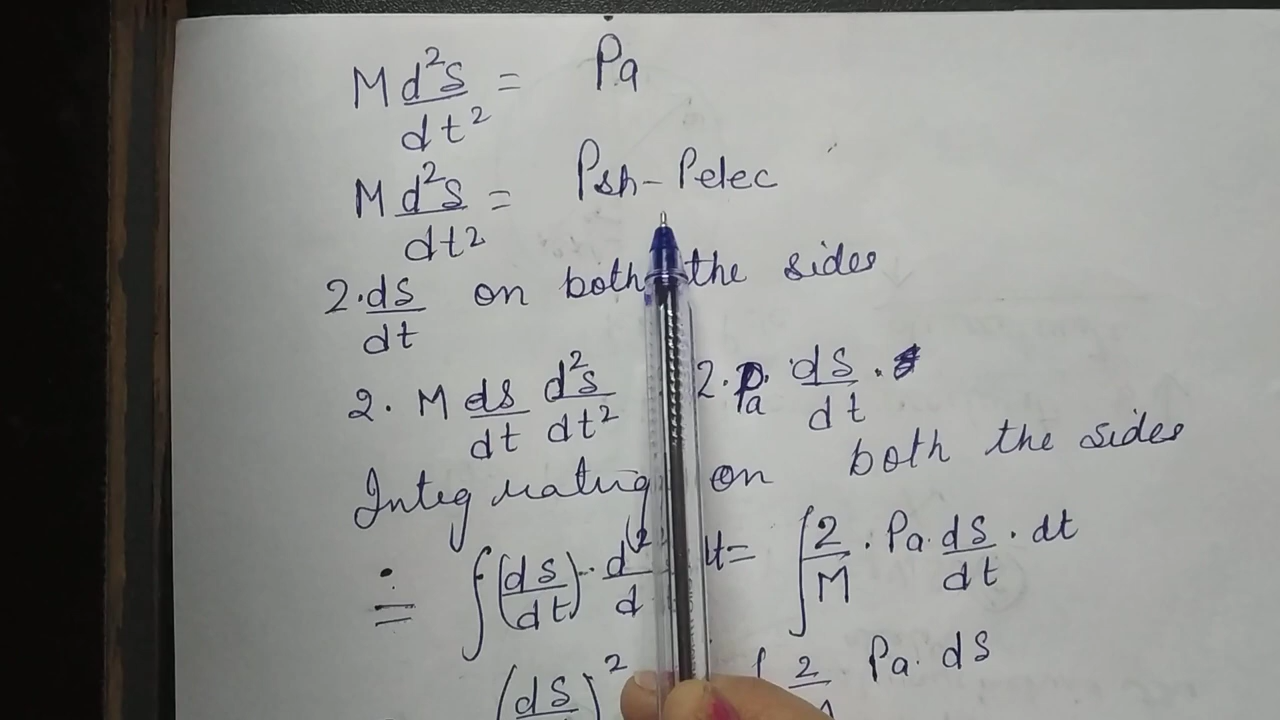 M d²δ/dt² = Pa
M d²δ/dt² = Psh - Pelec
2. dδ/dt on both the sides
2. M dδ/dt d²δ/dt² 2. Pa. dδ/dt .
Integrating on both the sides
∫(dδ/dt). d²/d t = ∫2/M . Pa. dδ/dt . dt
(dδ/)² 2/ Pa. dδ